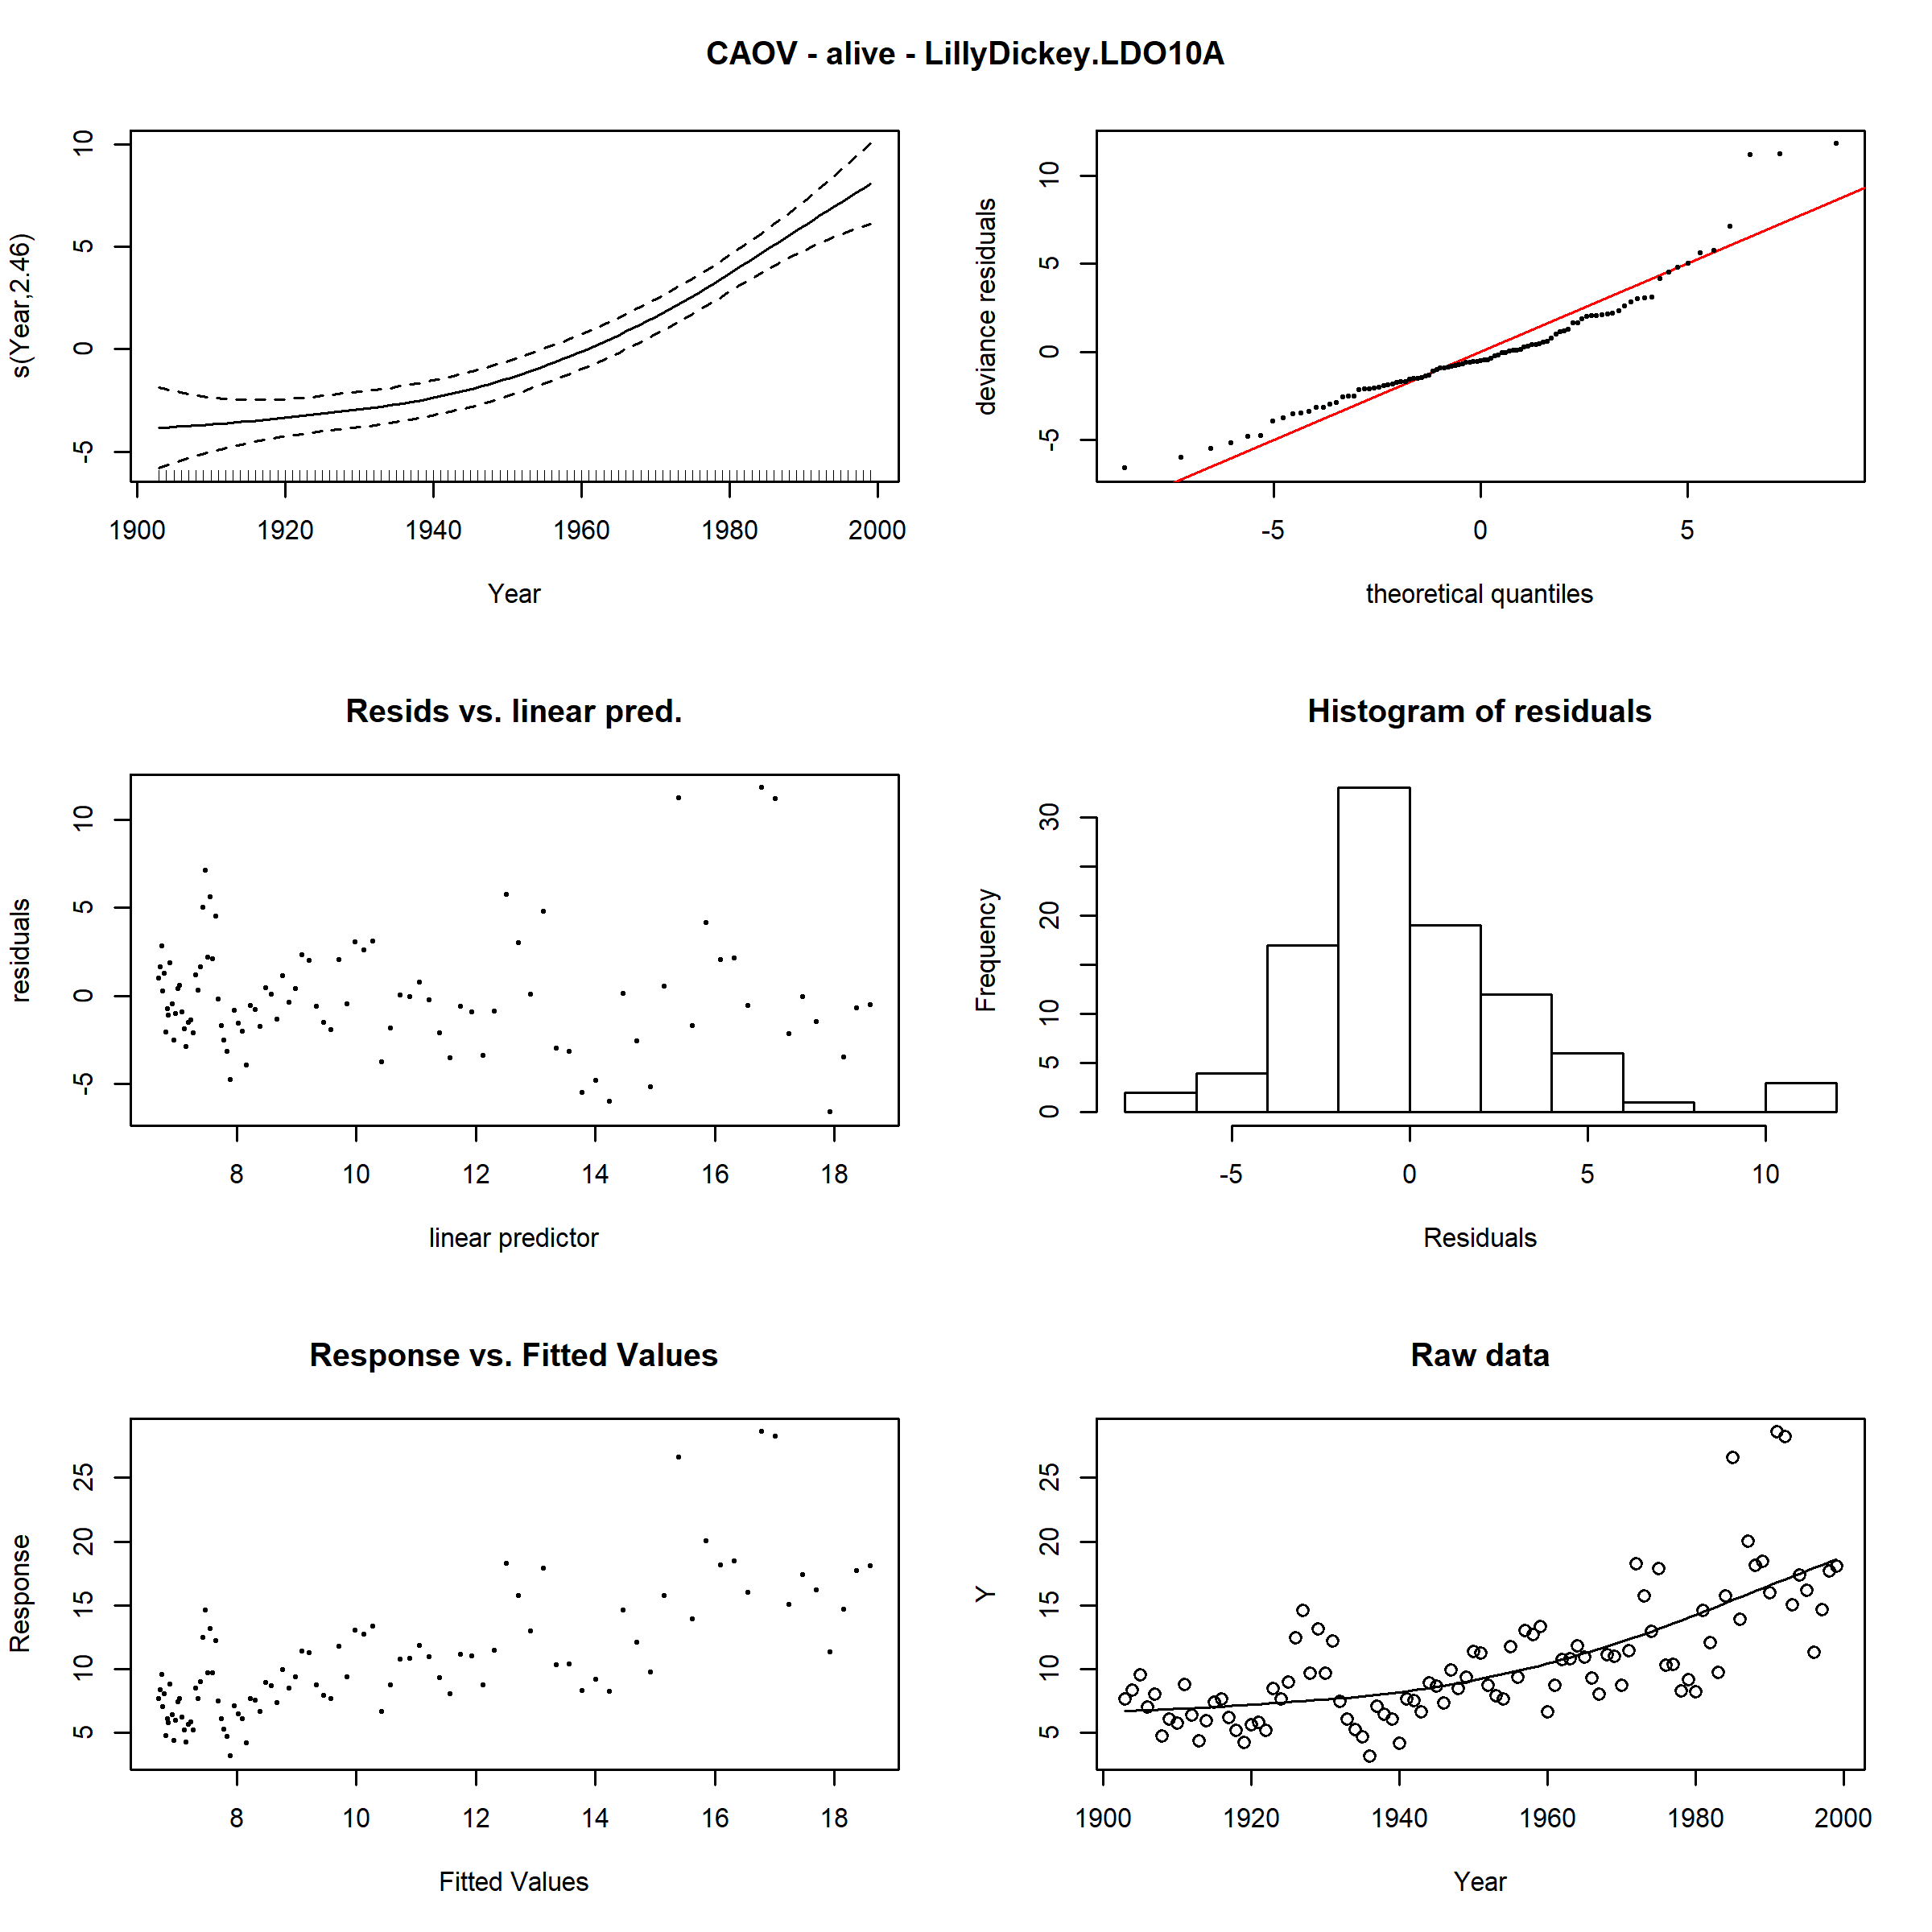 CAOV - alive - LillyDickey.LDO10A
10
5
0
-5
s(Year,2.46)
1900 1920 1940 1960 1980 2000
Year
10
5
0
-5
deviance residuals
-5 0 5
theoretical quantiles
Resids vs. linear pred.
10
5
0
-5
residuals
8 10 12 14 16 18
linear predictor
Histogram of residuals
30
20
10
5
0
Frequency
-5 0 5 10
Residuals
Response vs. Fitted Values
25
20
15
10
5
Response
8 10 12 14 16 18
Fitted Values
Raw data
25
20
15
10
5
Y
1900 1920 1940 1960 1980 2000
Year